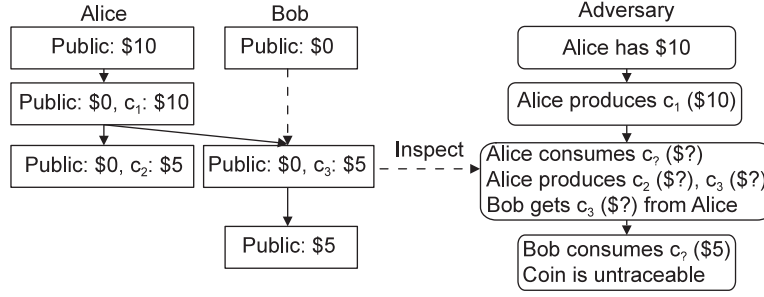 Alice
Bob
Adversary
Public: $10
Public: $0
Alice has $10
Public: $0, c₁: $10
Alice produces c₁ ($10)
Public: $0, c₂: $5
Public: $0, c₃: $5
Inspect
Alice consumes c? ($?)
Alice produces c₂ ($?), c₃ ($?)
Bob gets c₃ ($?) from Alice
Public: $5
Bob consumes c? ($5)
Coin is untraceable